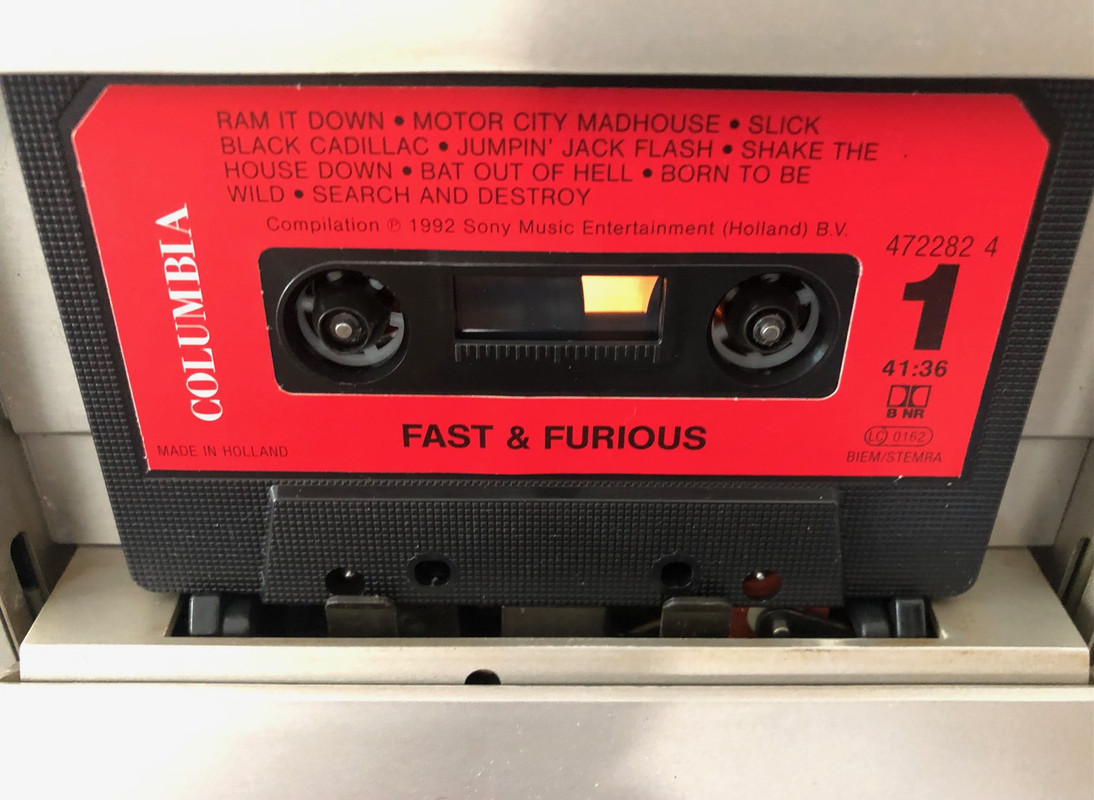 RAM IT DOWN • MOTOR CITY MADHOUSE • SLICK
BLACK CADILLAC • JUMPIN' JACK FLASH • SHAKE THE
HOUSE DOWN • BAT OUT OF HELL • BORN TO BE
WILD • SEARCH AND DESTROY
Compilation ℗ 1992 Sony Music Entertainment (Holland) B.V.
COLUMBIA
472282 4
1
41:36
B NR
LC 0162
BIEM/STEMRA
FAST & FURIOUS
MADE IN HOLLAND